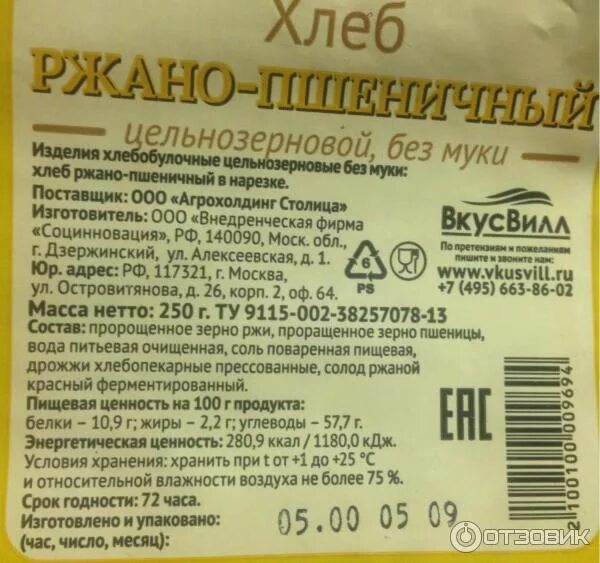 Хлеб
РЖАНО-ПШЕНИЧНЫЙ
цельнозерновой, без муки
Изделия хлебобулочные цельнозерновые без муки:
хлеб ржано-пшеничный в нарезке.
Поставщик: ООО «Агрохолдинг Столица»
Изготовитель: ООО «Внедренческая фирма
«Социнновация», РФ, 140090, Моск. обл.,
г. Дзержинский, ул. Алексеевская, д. 1.
Юр. адрес: РФ, 117321, г. Москва,
ул. Островитянова, д. 26, корп. 2, оф. 64.
6
PS
ВкусВилл
По претензиям и пожеланиям
пишите и звоните нам:
www.vkusvill.ru
+7 (495) 663-86-02
Масса нетто: 250 г. ТУ 9115-002-38257078-13
Состав: пророщенное зерно ржи, проращенное зерно пшеницы,
вода питьевая очищенная, соль поваренная пищевая,
дрожжи хлебопекарные прессованные, солод ржаной
красный ферментированный.
Пищевая ценность на 100 г продукта:
белки – 10,9 г; жиры – 2,2 г; углеводы – 57,7 г.
Энергетическая ценность: 280,9 ккал / 1180,0 кДж.
Условия хранения: хранить при t от +1 до +25 °C
и относительной влажности воздуха не более 75 %.
Срок годности: 72 часа.
Изготовлено и упаковано:
(час, число, месяц):
05.00 05 09
ЕАС
2100100009694
ОТЗОВИК